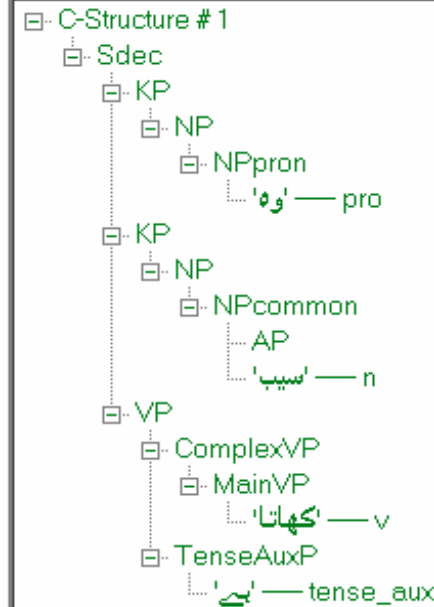 C-Structure # 1
Sdec
KP
NP
NPpron
'وہ' — pro
KP
NP
NPcommon
AP
'سیب' — n
VP
ComplexVP
MainVP
'کھاتا' — v
TenseAuxP
'ہے' — tense_aux